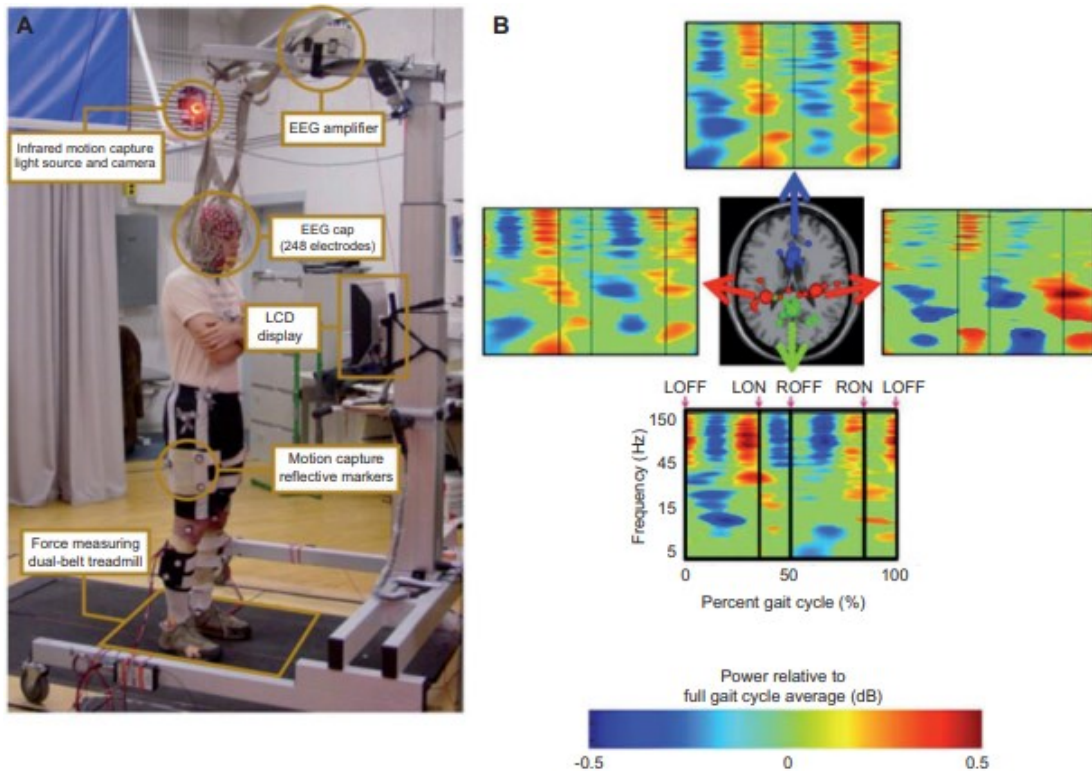 A
EEG amplifier
Infrared motion capture
light source and camera
EEG cap
(248 electrodes)
LCD
display
Motion capture
reflective markers
Force measuring
dual-belt treadmill
B
LOFF LON ROFF RON LOFF
Frequency (Hz)
150
45
15
5
0 50 100
Percent gait cycle (%)
Power relative to
full gait cycle average (dB)
-0.5 0 0.5